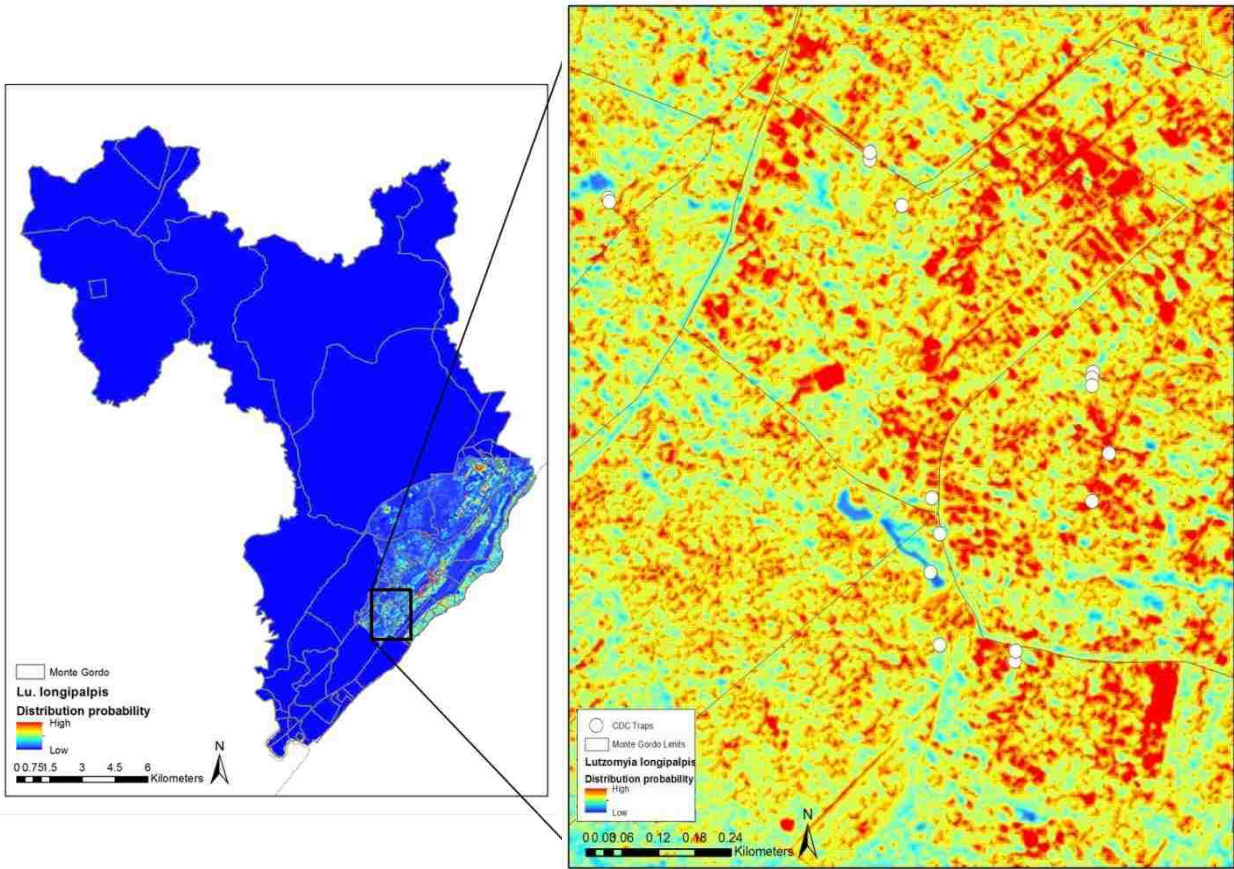 Monte Gordo
Lu. longipalpis
Distribution probability
High
Low
N
0 0.75 1.5 3 4.5 6
Kilometers
CDC Traps
Monte Gordo Limits
Lutzomyia longipalpis
Distribution probability
High
Low
N
0 0.03 0.06 0.12 0.18 0.24
Kilometers